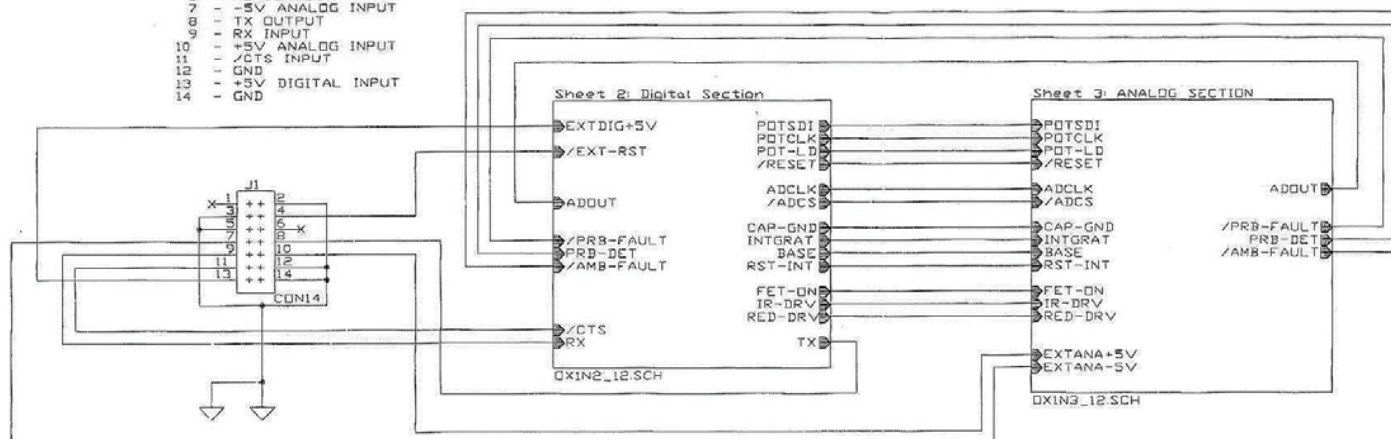 7 - -5V ANALOG INPUT
8 - TX OUTPUT
9 - RX INPUT
10 - +5V ANALOG INPUT
11 - /CTS INPUT
12 - GND
13 - +5V DIGITAL INPUT
14 - GND
Sheet 2: Digital Section
EXTDIG+5V
/EXT-RST
ADOUT
/PRB-FAULT
PRB-DET
/AMB-FAULT
/CTS
RX
POTSDI
POTCLK
POT-LD
/RESET
ADCLK
/ADCS
CAP-GND
INTGRAT
BASE
RST-INT
FET-ON
IR-DRV
RED-DRV
TX
OX1N2_12.SCH
Sheet 3: ANALOG SECTION
POTSDI
POTCLK
POT-LD
/RESET
ADCLK
/ADCS
CAP-GND
INTGRAT
BASE
RST-INT
FET-ON
IR-DRV
RED-DRV
EXTANA+5V
EXTANA-5V
ADOUT
/PRB-FAULT
PRB-DET
/AMB-FAULT
OX1N3_12.SCH
J1
1 2
3 4
5 6
7 8
9 10
11 12
13 14
CON14